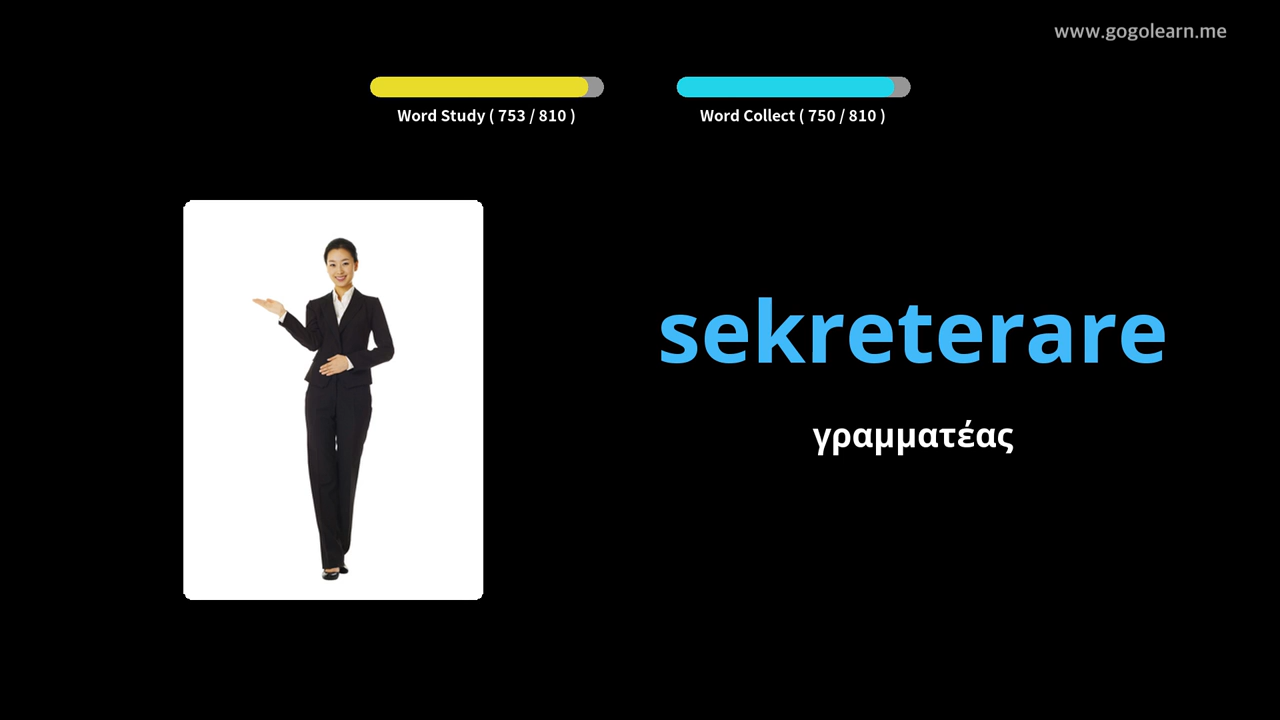 www.gogolearn.me
Word Study ( 753 / 810 )
Word Collect ( 750 / 810 )
sekreterare
γραμματέας